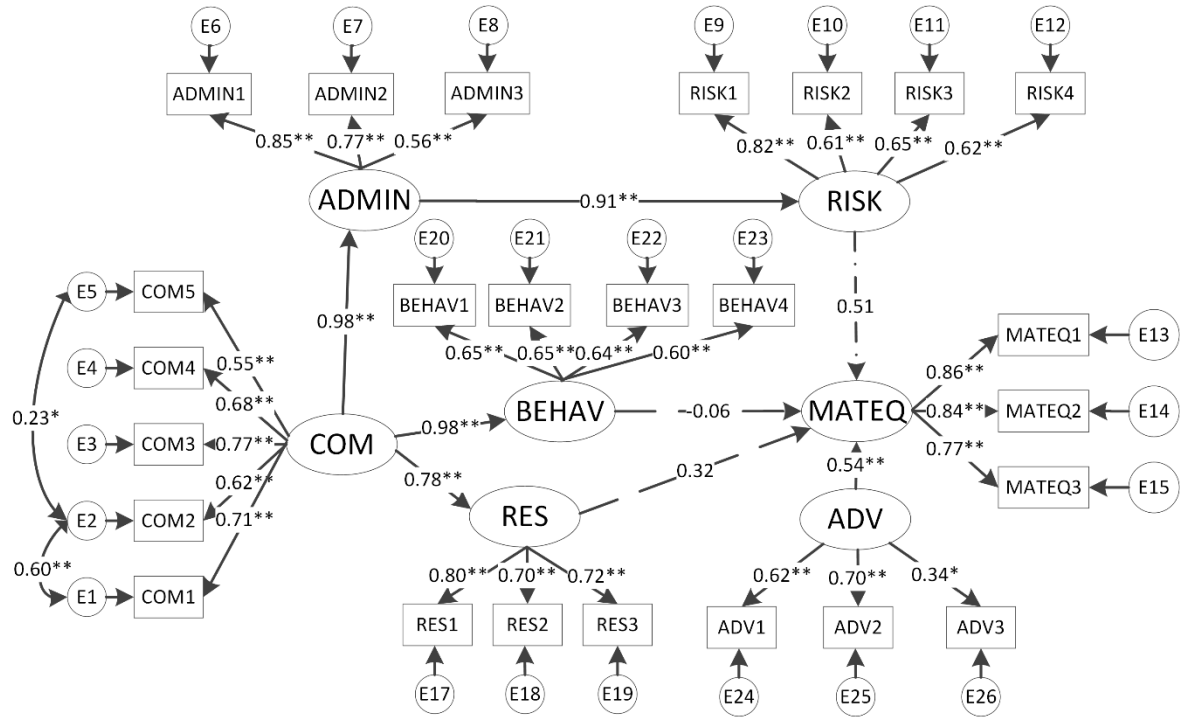 E6 E7 E8 E9 E10 E11 E12
ADMIN1 ADMIN2 ADMIN3 RISK1 RISK2 RISK3 RISK4
0.85** 0.77** 0.56** 0.82** 0.61** 0.65** 0.62**
ADMIN 0.91** RISK
E20 E21 E22 E23
E5 COM5 BEHAV1 BEHAV2 BEHAV3 BEHAV4
0.98** 0.51
MATEQ1 E13
0.65** 0.65** 0.64** 0.60**
E4 COM4 0.55** 0.86**
0.68** BEHAV -0.06 MATEQ 0.84** MATEQ2 E14
0.23* 0.98**
E3 COM3 0.77** COM 0.77**
0.62** 0.78** 0.32 0.54** MATEQ3 E15
E2 COM2 0.71** RES ADV
0.60**
E1 COM1 0.80** 0.70** 0.72** 0.62** 0.70** 0.34*
RES1 RES2 RES3 ADV1 ADV2 ADV3
E17 E18 E19 E24 E25 E26